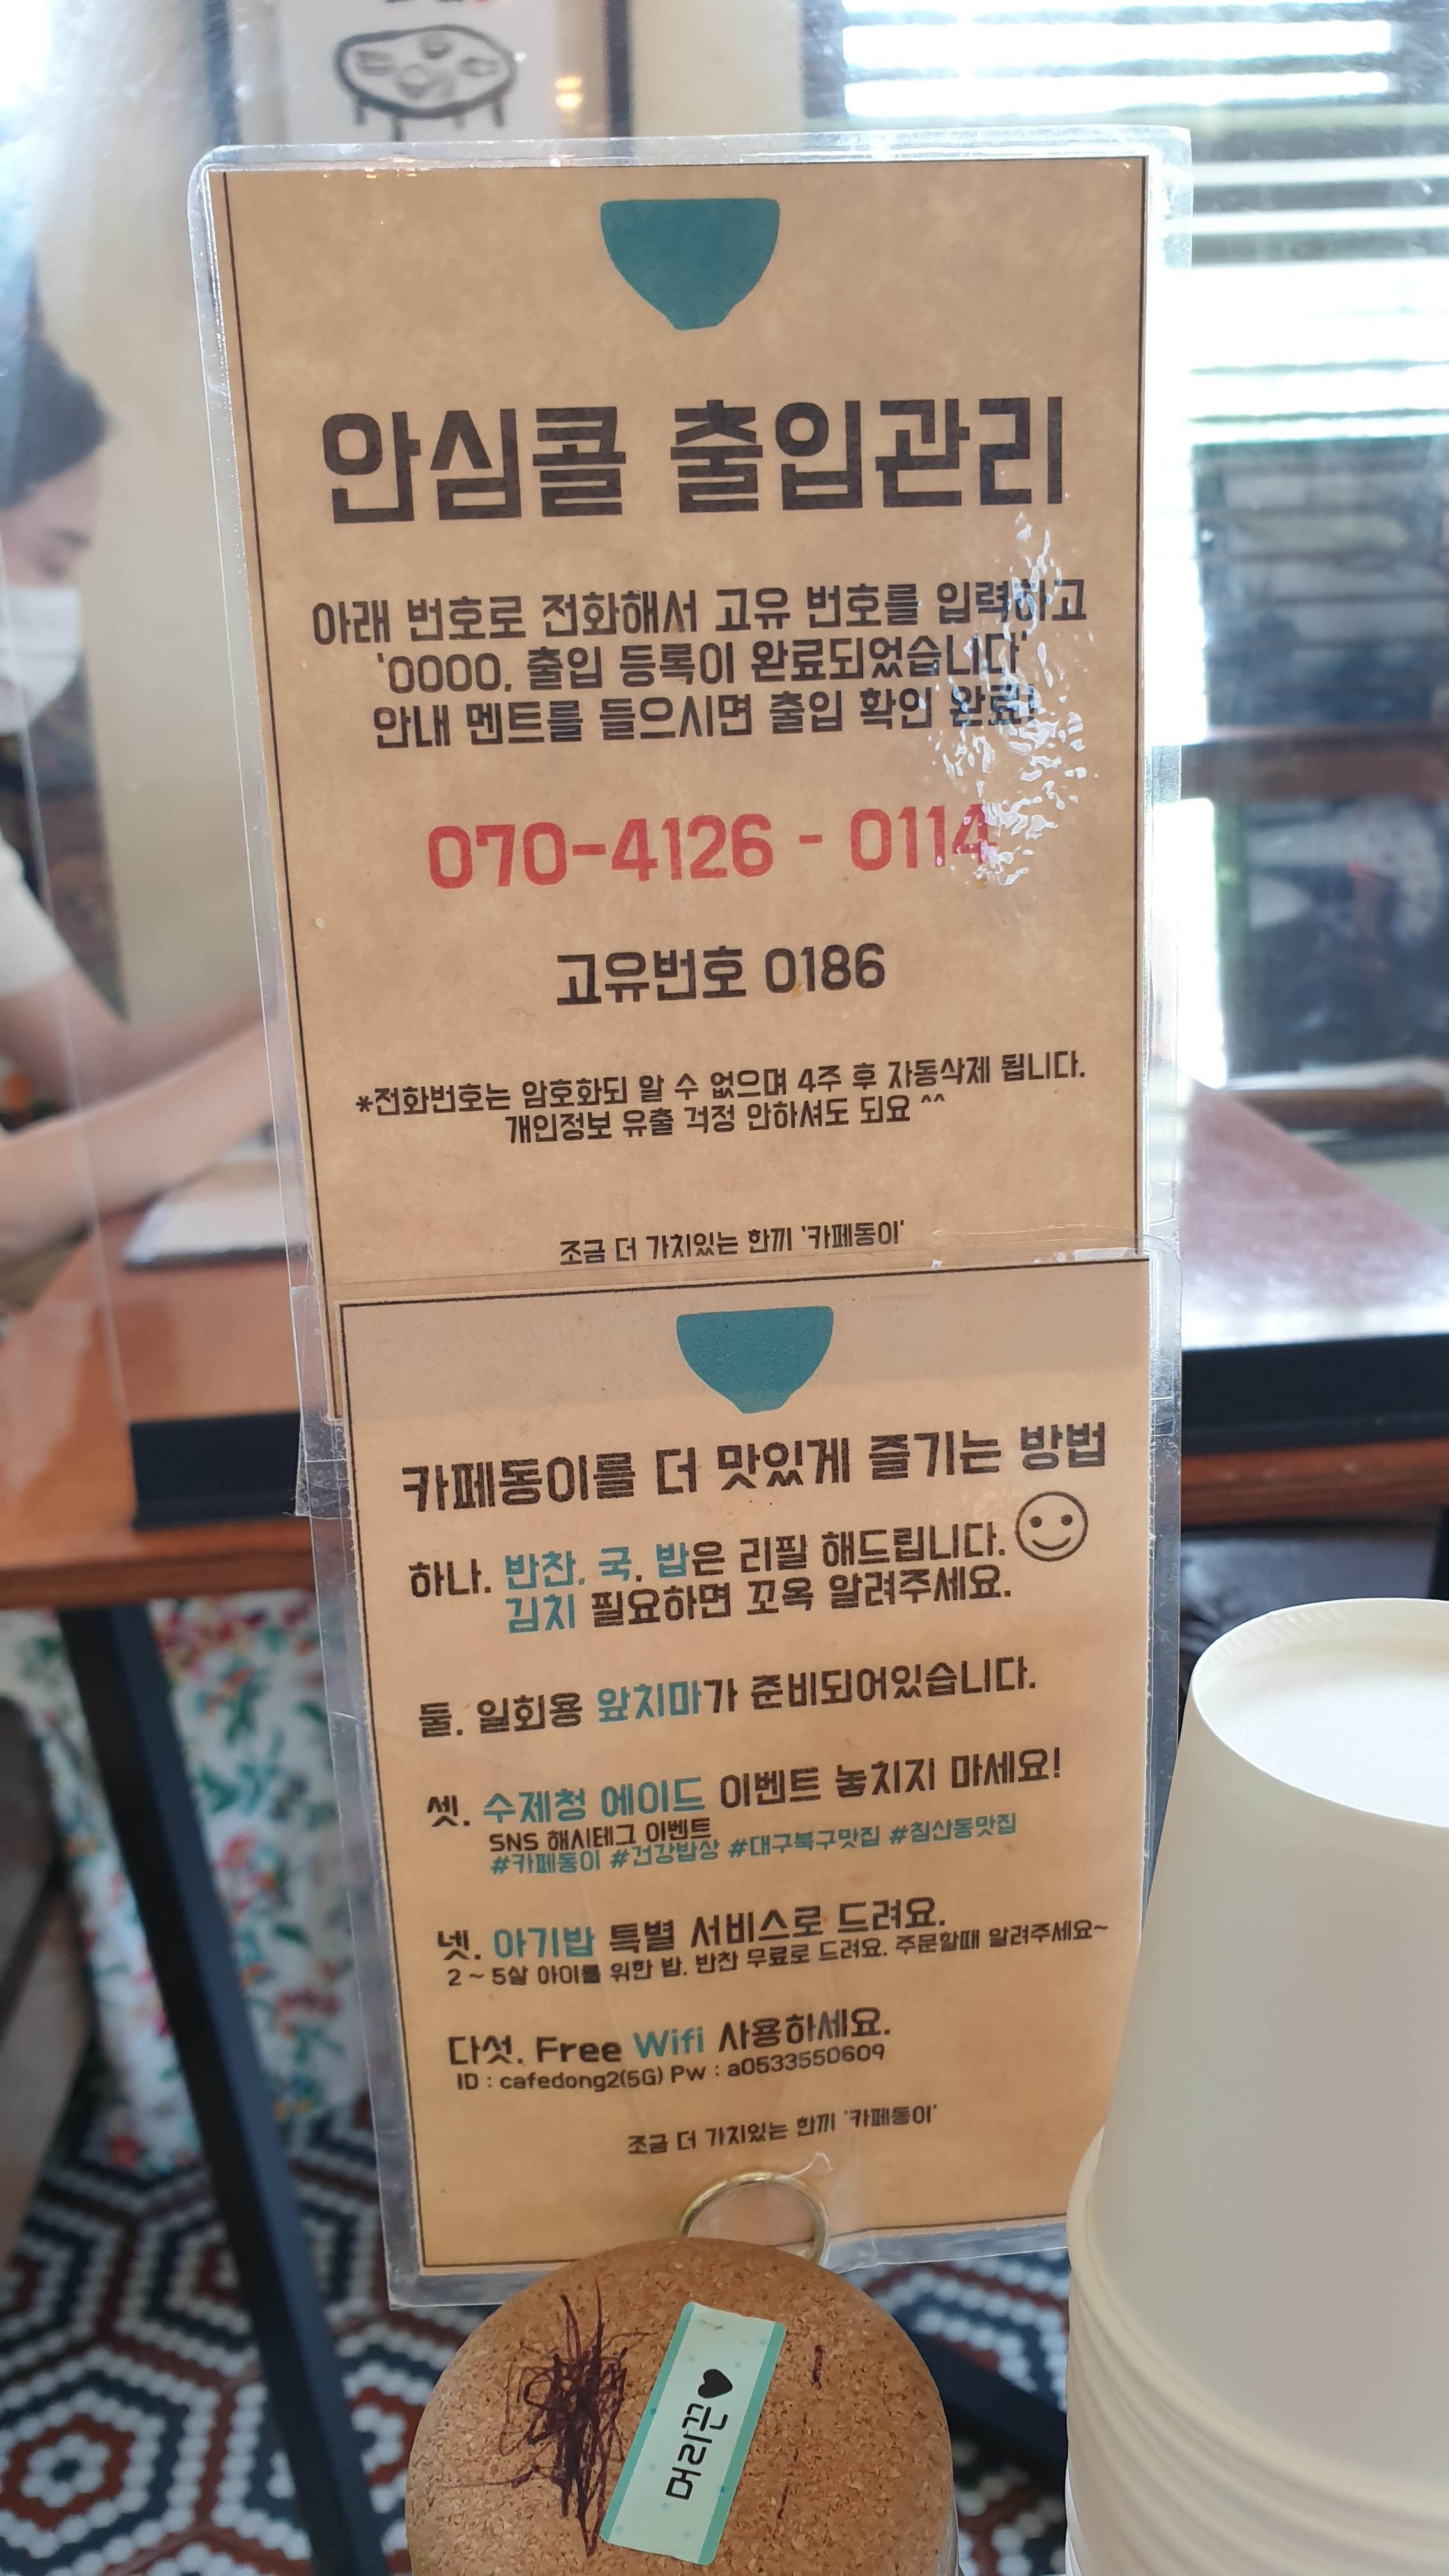 안심콜 출입관리
아래 번호로 전화해서 고유 번호를 입력하고
'0000, 출입 등록이 완료되었습니다'
안내 멘트를 들으시면 출입 확인 완료!
070-4126 - 0114
고유번호 0186
*전화번호는 암호화되 알 수 없으며 4주 후 자동삭제 됩니다.
개인정보 유출 걱정 안하셔도 되요 ^^
조금 더 가치있는 한끼 '카페동이'
카페동이를 더 맛있게 즐기는 방법
하나. 반찬, 국, 밥은 리필 해드립니다.
김치 필요하면 꼬옥 알려주세요.
둘. 일회용 앞치마가 준비되어있습니다.
셋. 수제청 에이드 이벤트 놓치지 마세요!
SNS 해시테그 이벤트
#카페동이 #건강밥상 #대구북구맛집 #침산동맛집
넷. 아기밥 특별 서비스로 드려요.
2 ~ 5살 아이를 위한 밥, 반찬 무료로 드려요. 주문할때 알려주세요~
다섯. Free Wifi 사용하세요.
ID : cafedong2(5G) Pw : a0533550609
조금 더 가치있는 한끼 '카페동이'
머리끈♥